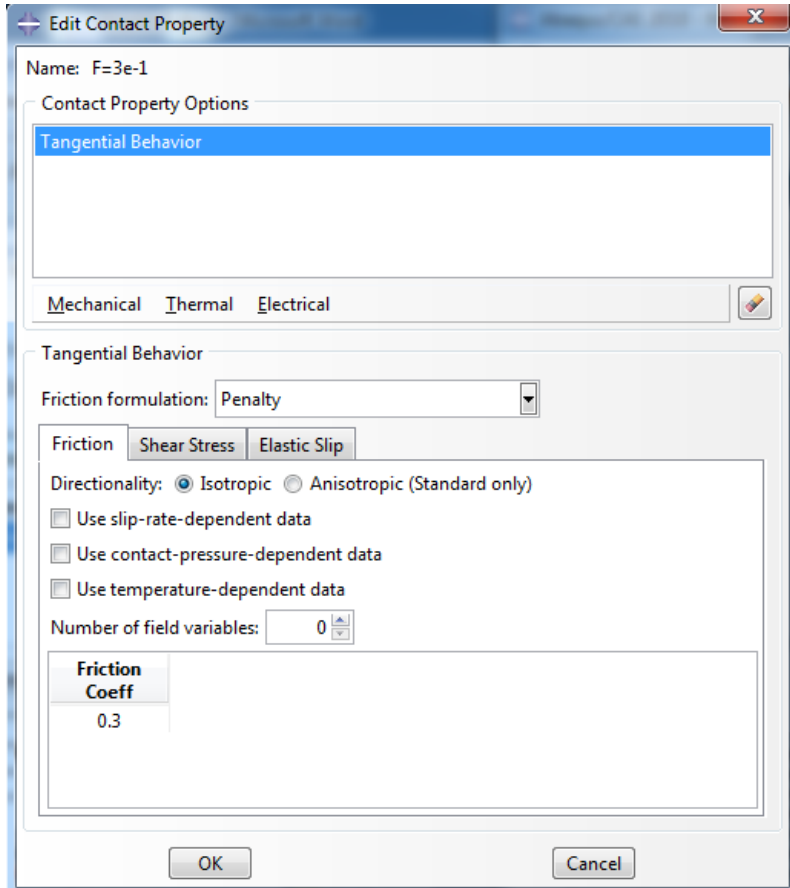 Edit Contact Property
Name: F=3e-1
Contact Property Options
Tangential Behavior
Mechanical Thermal Electrical
Tangential Behavior
Friction formulation: Penalty
Friction Shear Stress Elastic Slip
Directionality: Isotropic Anisotropic (Standard only)
Use slip-rate-dependent data
Use contact-pressure-dependent data
Use temperature-dependent data
Number of field variables: 0
Friction
Coeff
0.3
OK Cancel